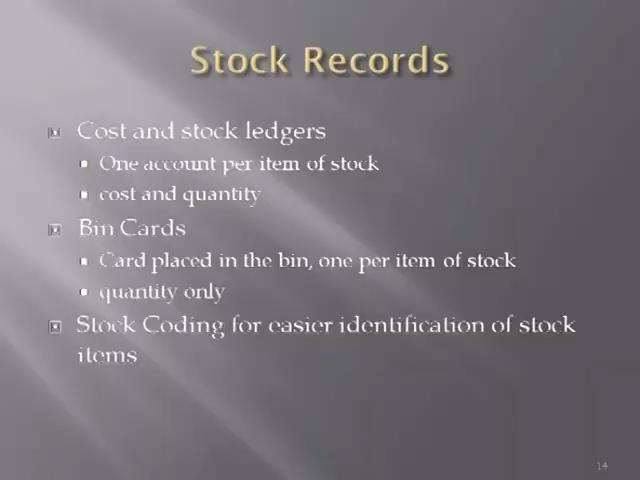 Stock Records
Cost and stock ledgers
One account per item of stock
cost and quantity
Bin Cards
Card placed in the bin, one per item of stock
quantity only
Stock Coding for easier identification of stock
items
14